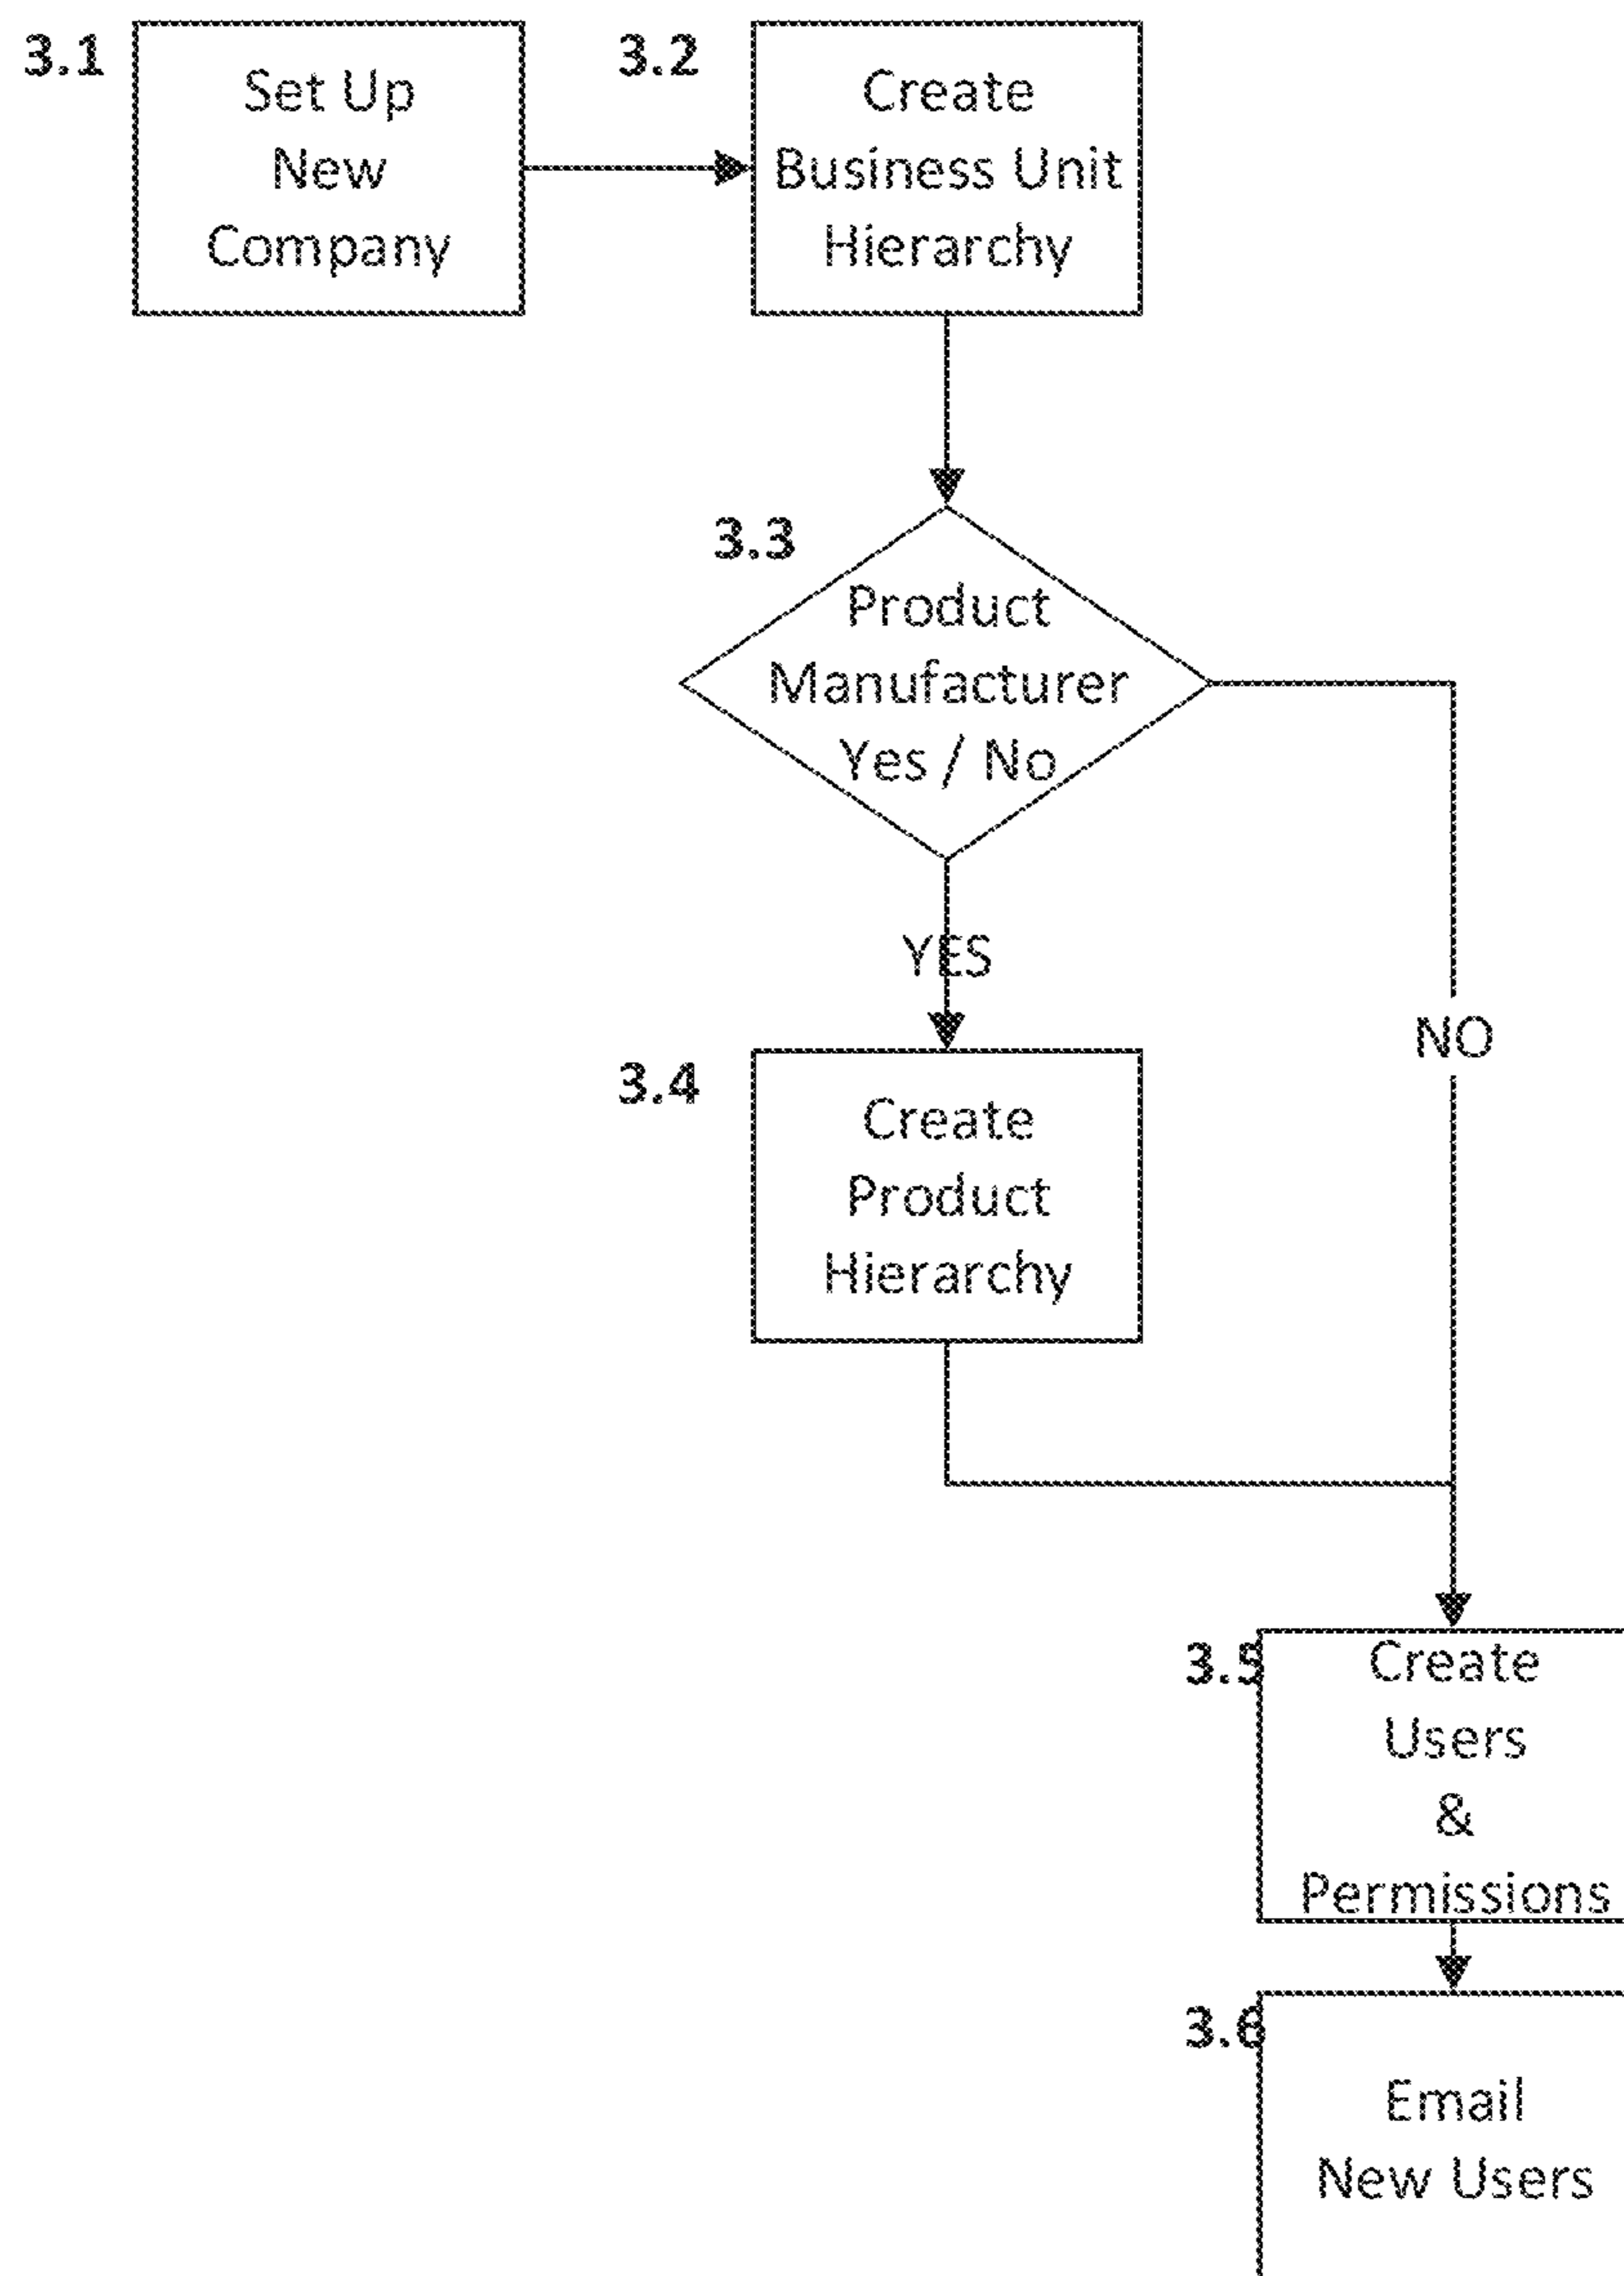 3.1
Set Up
New
Company
3.2
Create
Business Unit
Hierarchy
3.3
Product
Manufacturer
Yes / No
YES
NO
3.4
Create
Product
Hierarchy
3.5
Create
Users
&
Permissions
3.6
Email
New Users